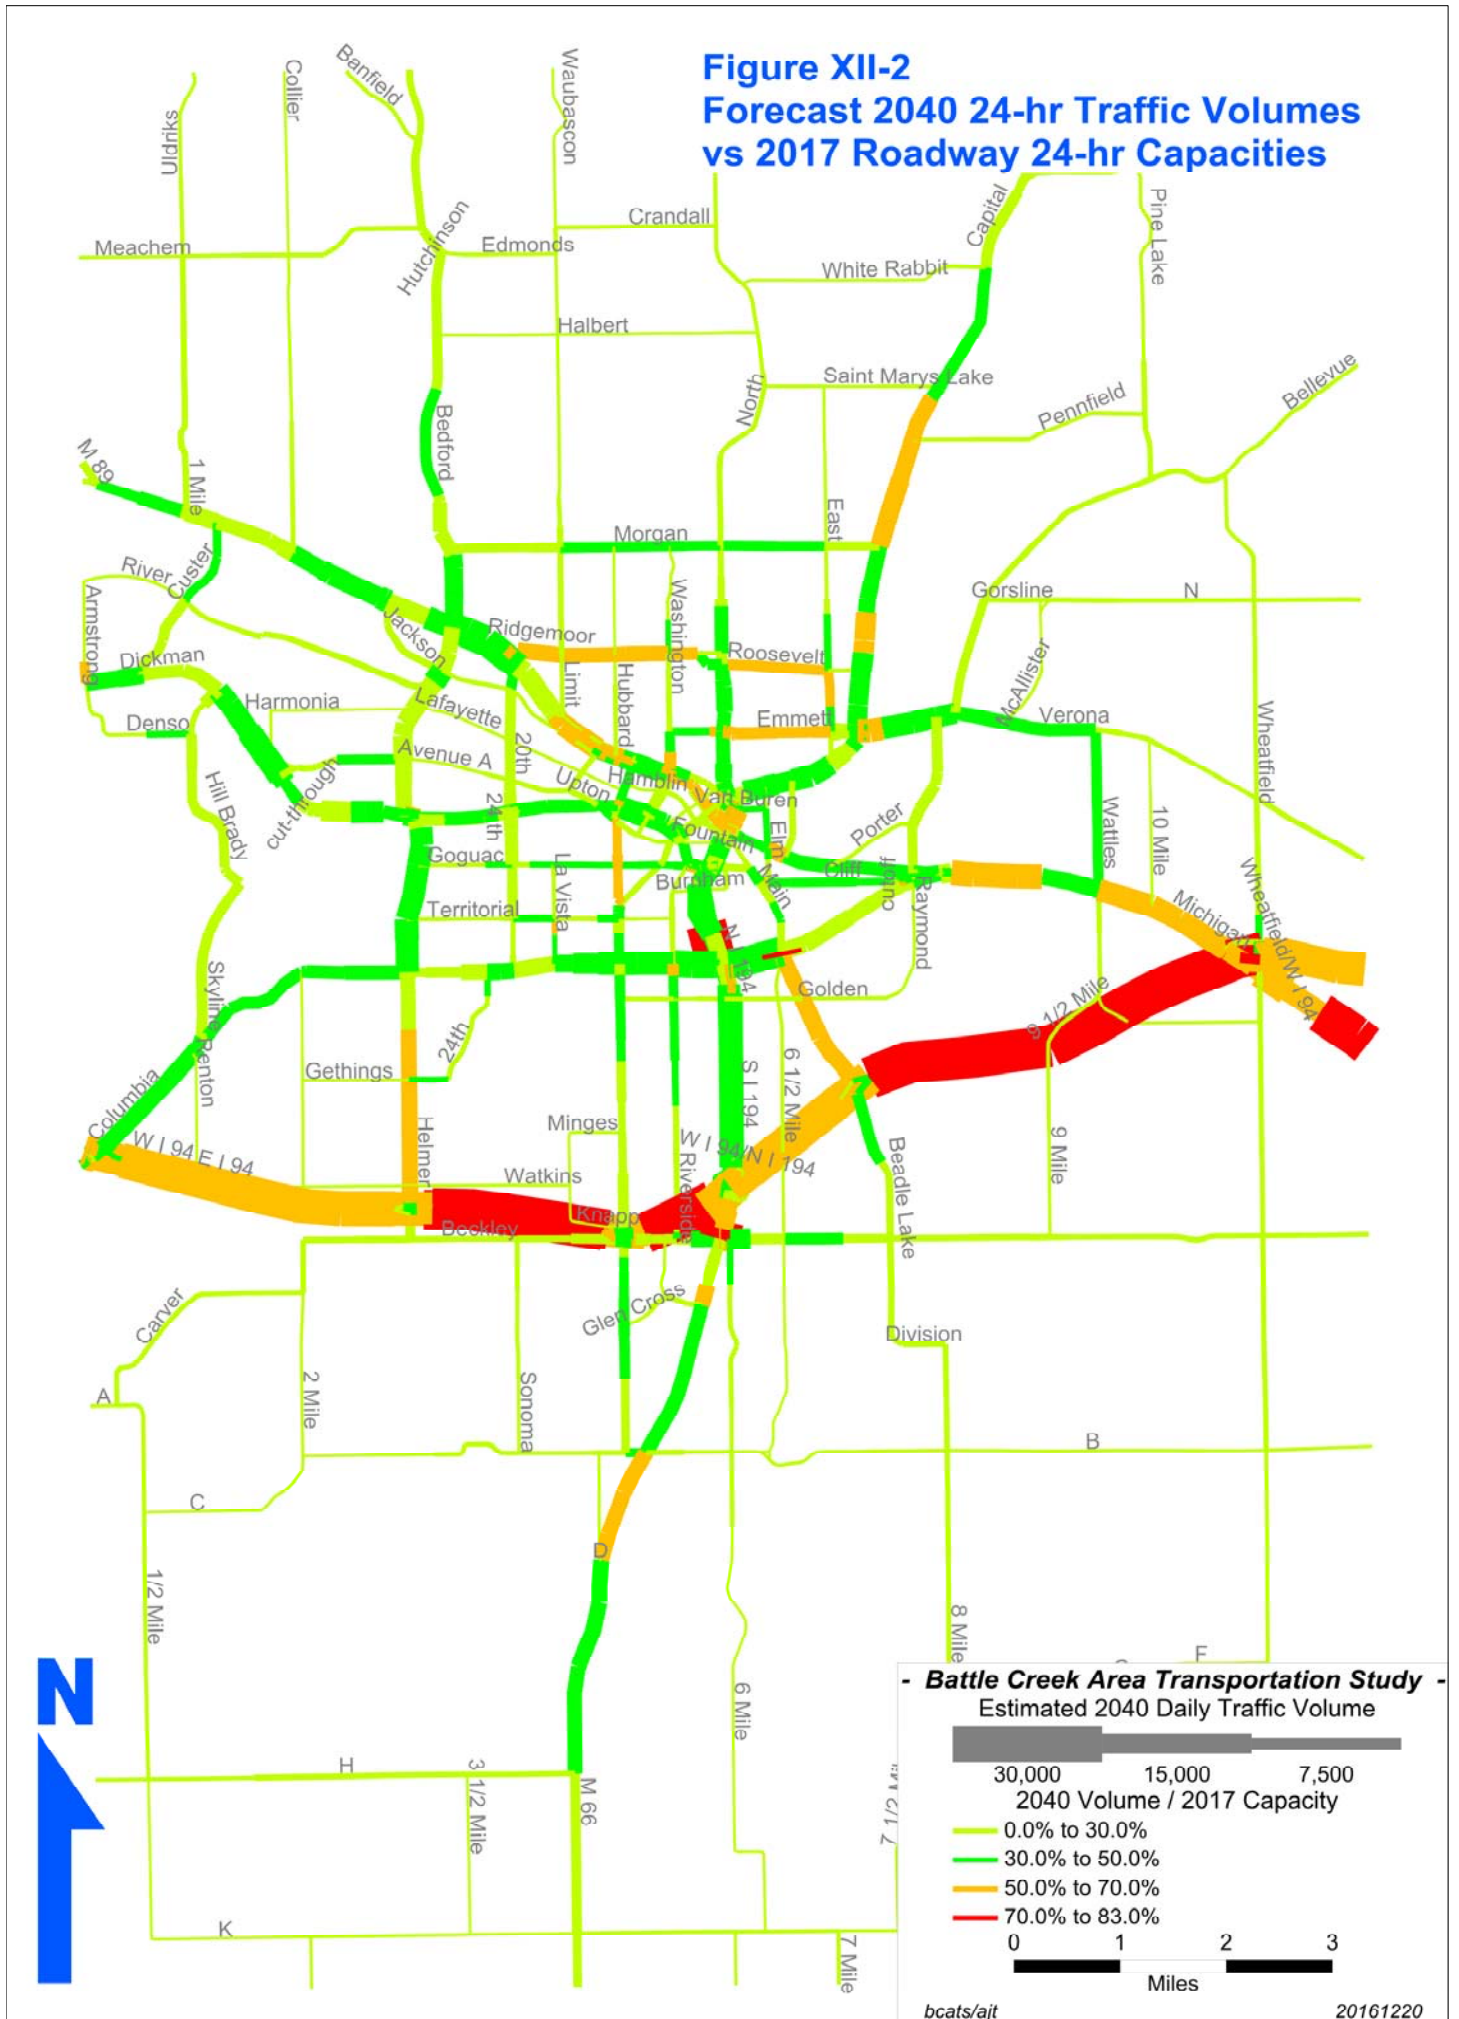 Figure XII-2
Forecast 2040 24-hr Traffic Volumes
vs 2017 Roadway 24-hr Capacities
Uldriks
Collier
Banfield
Waubascon
Capital
Pine Lake
Crandall
Meachem
Hutchinson
Edmonds
White Rabbit
Halbert
Saint Marys Lake
North
Pennfield
Bellevue
Bedford
M 89
1 Mile
East
Morgan
River
Custer
Armstrong
Gorsline
N
Washington
Jackson
Ridgemoor
Roosevelt
McAllister
Dickman
Limit
Hubbard
Harmonia
Lafayette
Denso
Emmett
Verona
Wheatfield
Avenue A
20th
Hill Brady
cut-through
Upton
Hamblin
Van Buren
24th
Fountain
Elm
Porter
Wattles
10 Mile
Goguac
La Vista
Burnham
Main
Cliff
Cutoff
Raymond
Wheatfield/W I 94
Territorial
Michigan
N I 194
Skyline
Golden
9 1/2 Mile
24th
Renton
Gethings
S I 194
6 1/2 Mile
Columbia
Minges
Helmer
W I 94 E I 94
W I 94/N I 194
Riverside
Beadle Lake
9 Mile
Watkins
Knapp
Beckley
Carver
Glen Cross
Division
A
2 Mile
Sonoma
B
C
D
1/2 Mile
8 Mile
F
6 Mile
H
3 1/2 Mile
M 66
K
7 Mile
N
- Battle Creek Area Transportation Study -
Estimated 2040 Daily Traffic Volume
30,000 15,000 7,500
2040 Volume / 2017 Capacity
0.0% to 30.0%
30.0% to 50.0%
50.0% to 70.0%
70.0% to 83.0%
0 1 2 3
Miles
bcats/ajt 20161220